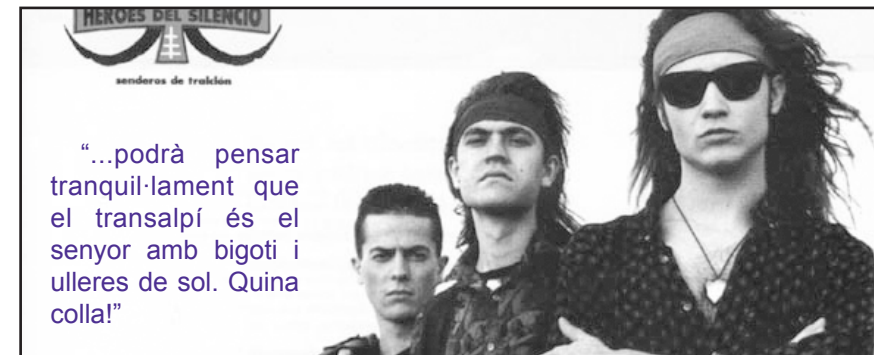 HEROES DEL SILENCIO
senderos de traición
“...podrà pensar
tranquil·lament que
el transalpí és el
senyor amb bigoti i
ulleres de sol. Quina
colla!”